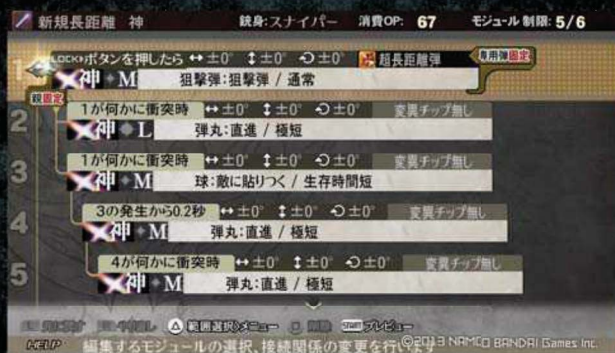 新規長距離 神 銃身:スナイパー 消費OP: 67 モジュール 制限: 5/6
1 LOCK ボタンを押したら ↔±0° ↕±0° ±0° 超長距離弾 専用弾固定
神 M 狙撃弾:狙撃弾 / 通常
親固定
2 1が何かに衝突時 ↔±0° ↕±0° ±0° 変異チップ無し
神 L 弾丸:直進 / 極短
3 1が何かに衝突時 ↔±0° ↕±0° ±0° 変異チップ無し
神 M 球:敵に貼りつく / 生存時間短
4 3の発生から0.2秒 ↔±0° ↕±0° ±0° 変異チップ無し
神 M 弾丸:直進 / 極短
5 4が何かに衝突時 ↔±0° ↕±0° ±0° 変異チップ無し
神 M 弾丸:直進 / 極短
△ 範囲選択メニュー □ 削除 START プレビュー
HELP 編集するモジュールの選択、接続関係の変更を行い
©2013 NAMCO BANDAI Games Inc.